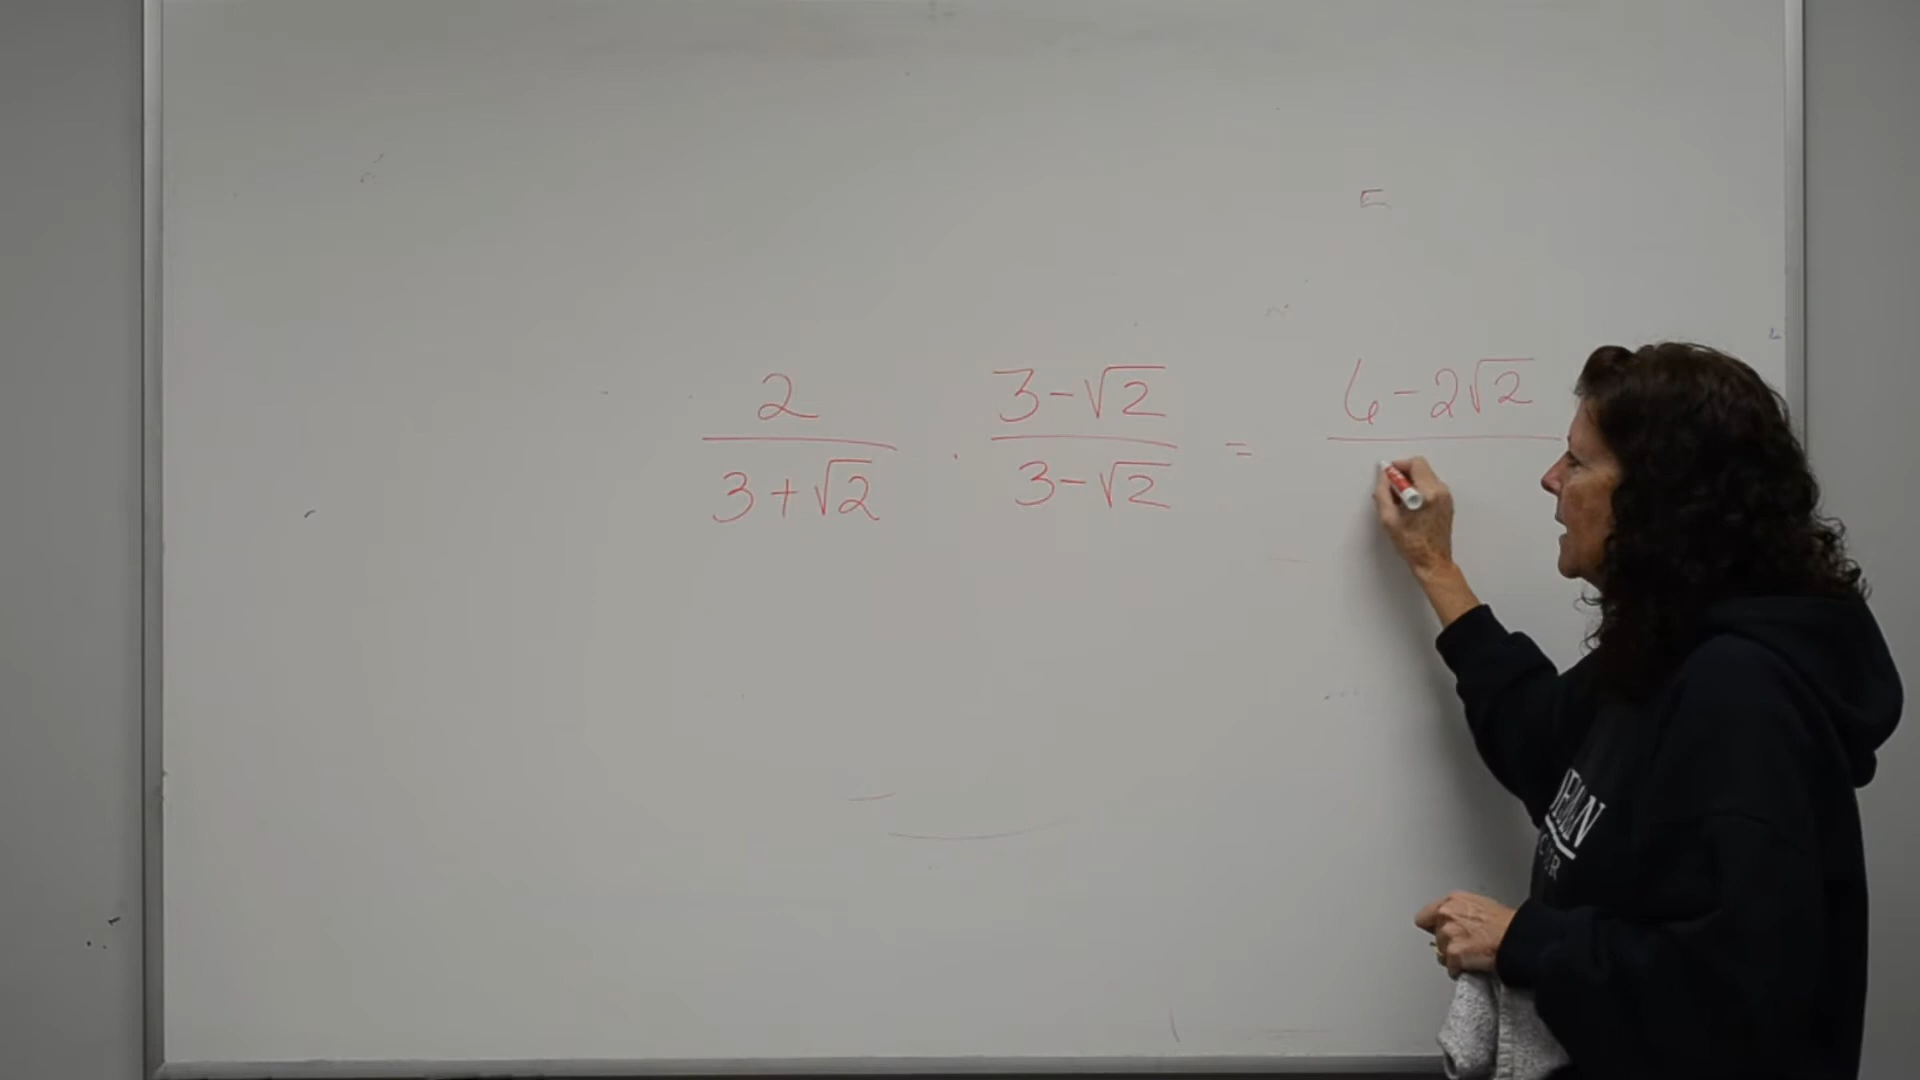 2/(3+√2) · (3-√2)/(3-√2) = 6-2√2